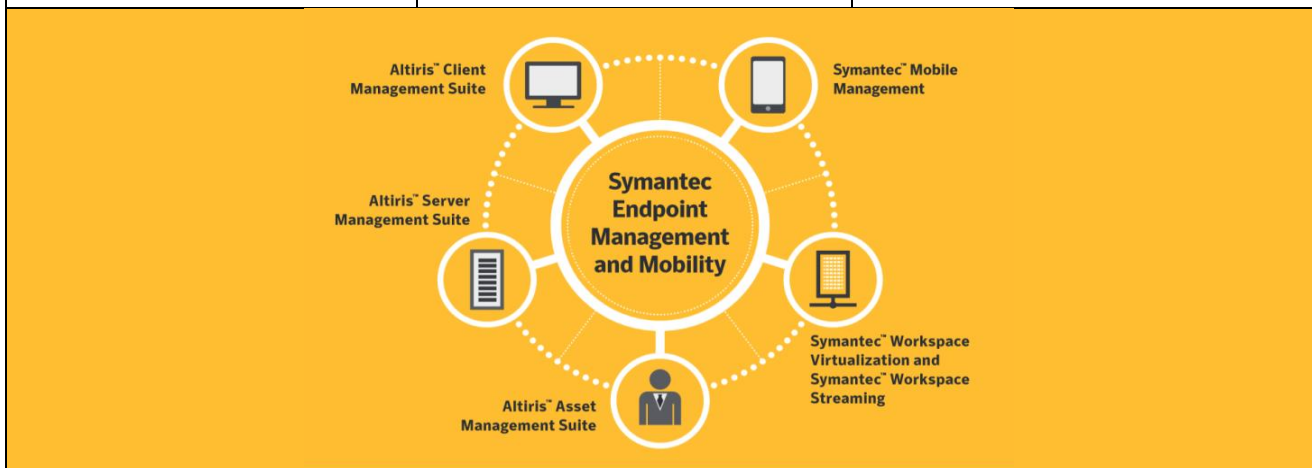 Altiris™ Client
Management Suite
Symantec™ Mobile
Management
Symantec
Endpoint
Management
and Mobility
Altiris™ Server
Management Suite
Symantec™ Workspace
Virtualization and
Symantec™ Workspace
Streaming
Altiris™ Asset
Management Suite